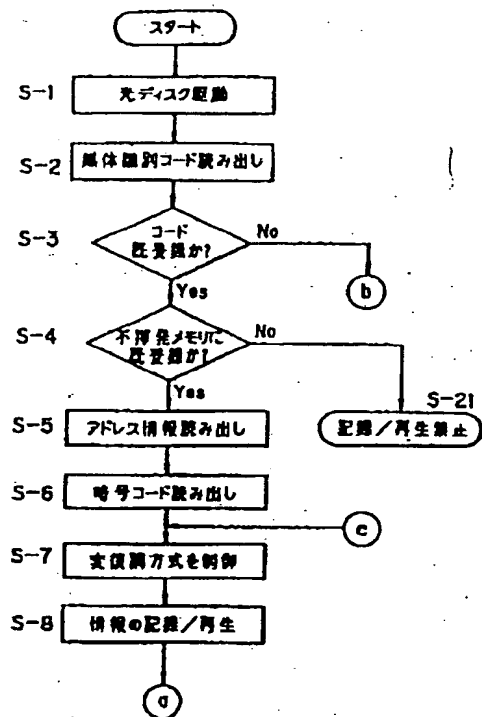 スタート
S-1 光ディスク駆動
S-2 媒体識別コード読み出し
S-3 コード
既登録か?
No
b
Yes
S-4 不揮発メモリに
既登録か?
No
Yes
S-21
S-5 アドレス情報読み出し
記録/再生禁止
S-6 暗号コード読み出し
c
S-7 変復調方式を制御
S-8 情報の記録/再生
a